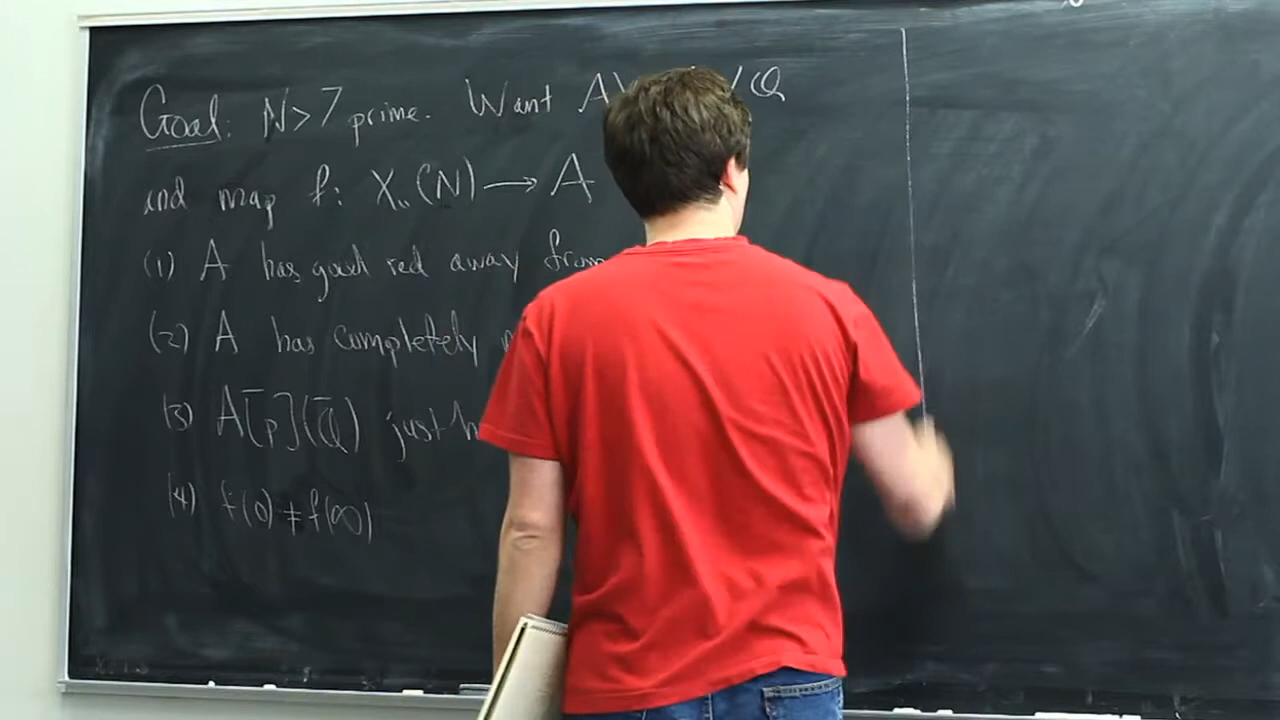 Goal: N>7 prime. Want AV /Q
and map f: X₀(N) → A
(1) A has good red away from
(2) A has completely
(3) A[p](Q̄) just
(4) f(0) ≠ f(∞)